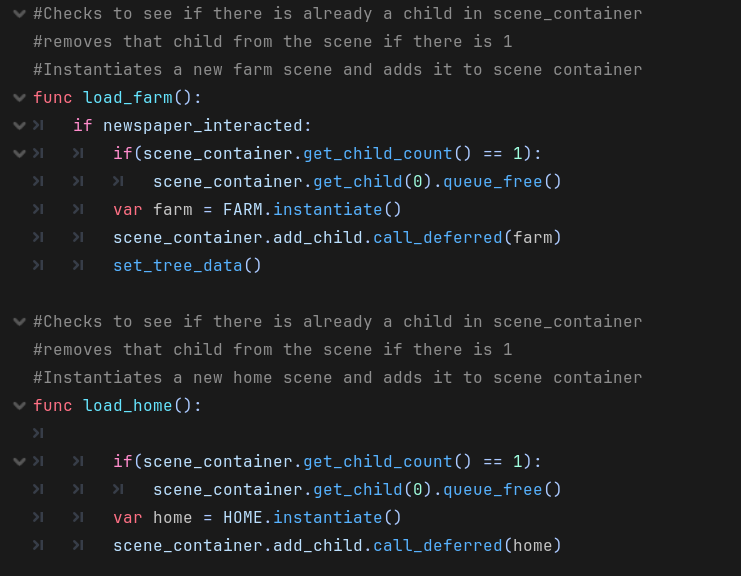 #Checks to see if there is already a child in scene_container
#removes that child from the scene if there is 1
#Instantiates a new farm scene and adds it to scene container
func load_farm():
    if newspaper_interacted:
        if(scene_container.get_child_count() == 1):
            scene_container.get_child(0).queue_free()
        var farm = FARM.instantiate()
        scene_container.add_child.call_deferred(farm)
        set_tree_data()

#Checks to see if there is already a child in scene_container
#removes that child from the scene if there is 1
#Instantiates a new home scene and adds it to scene container
func load_home():

        if(scene_container.get_child_count() == 1):
            scene_container.get_child(0).queue_free()
        var home = HOME.instantiate()
        scene_container.add_child.call_deferred(home)